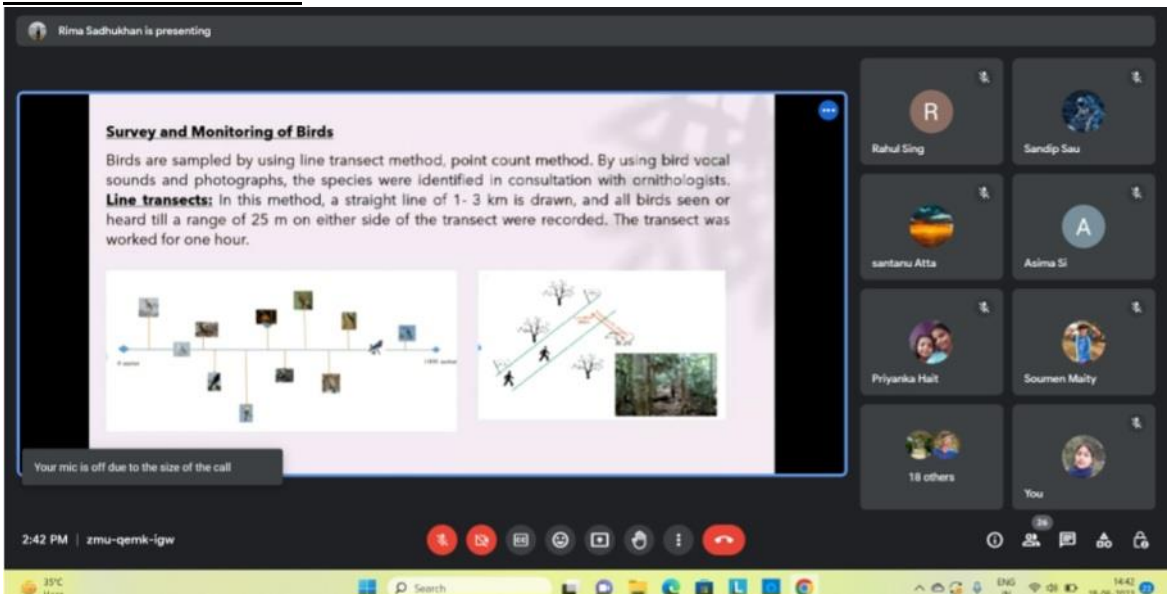 Rima Sadhukhan is presenting
Survey and Monitoring of Birds
Birds are sampled by using line transect method, point count method. By using bird vocal
sounds and photographs, the species were identified in consultation with ornithologists.
Line transects: In this method, a straight line of 1- 3 km is drawn, and all birds seen or
heard till a range of 25 m on either side of the transect were recorded. The transect was
worked for one hour.
Your mic is off due to the size of the call
R
Rahul Sing
Sandip Sau
santanu Atta
A
Asima Si
Priyanka Hait
Soumen Maity
18 others
You
2:42 PM | zmu-qemk-igw
26
35°C
Search
ENG
IN
14:42